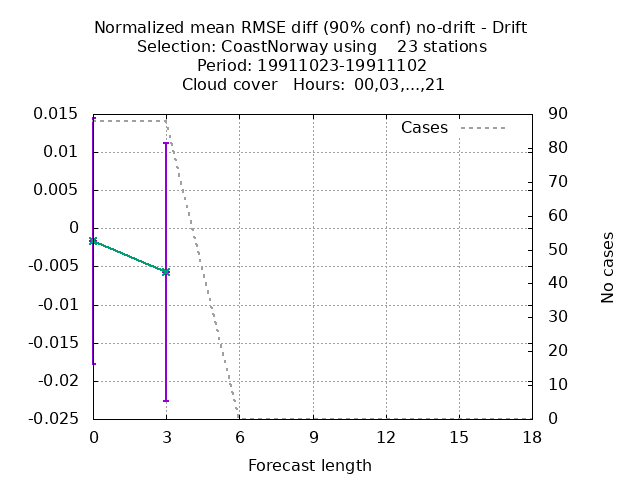 Normalized mean RMSE diff (90% conf) no-drift - Drift
Selection: CoastNorway using    23 stations
Period: 19911023-19911102
Cloud cover   Hours:  00,03,...,21
Cases
0.015
0.01
0.005
0
-0.005
-0.01
-0.015
-0.02
-0.025
90
80
70
60
50
40
30
20
10
0
No cases
0 3 6 9 12 15 18
Forecast length